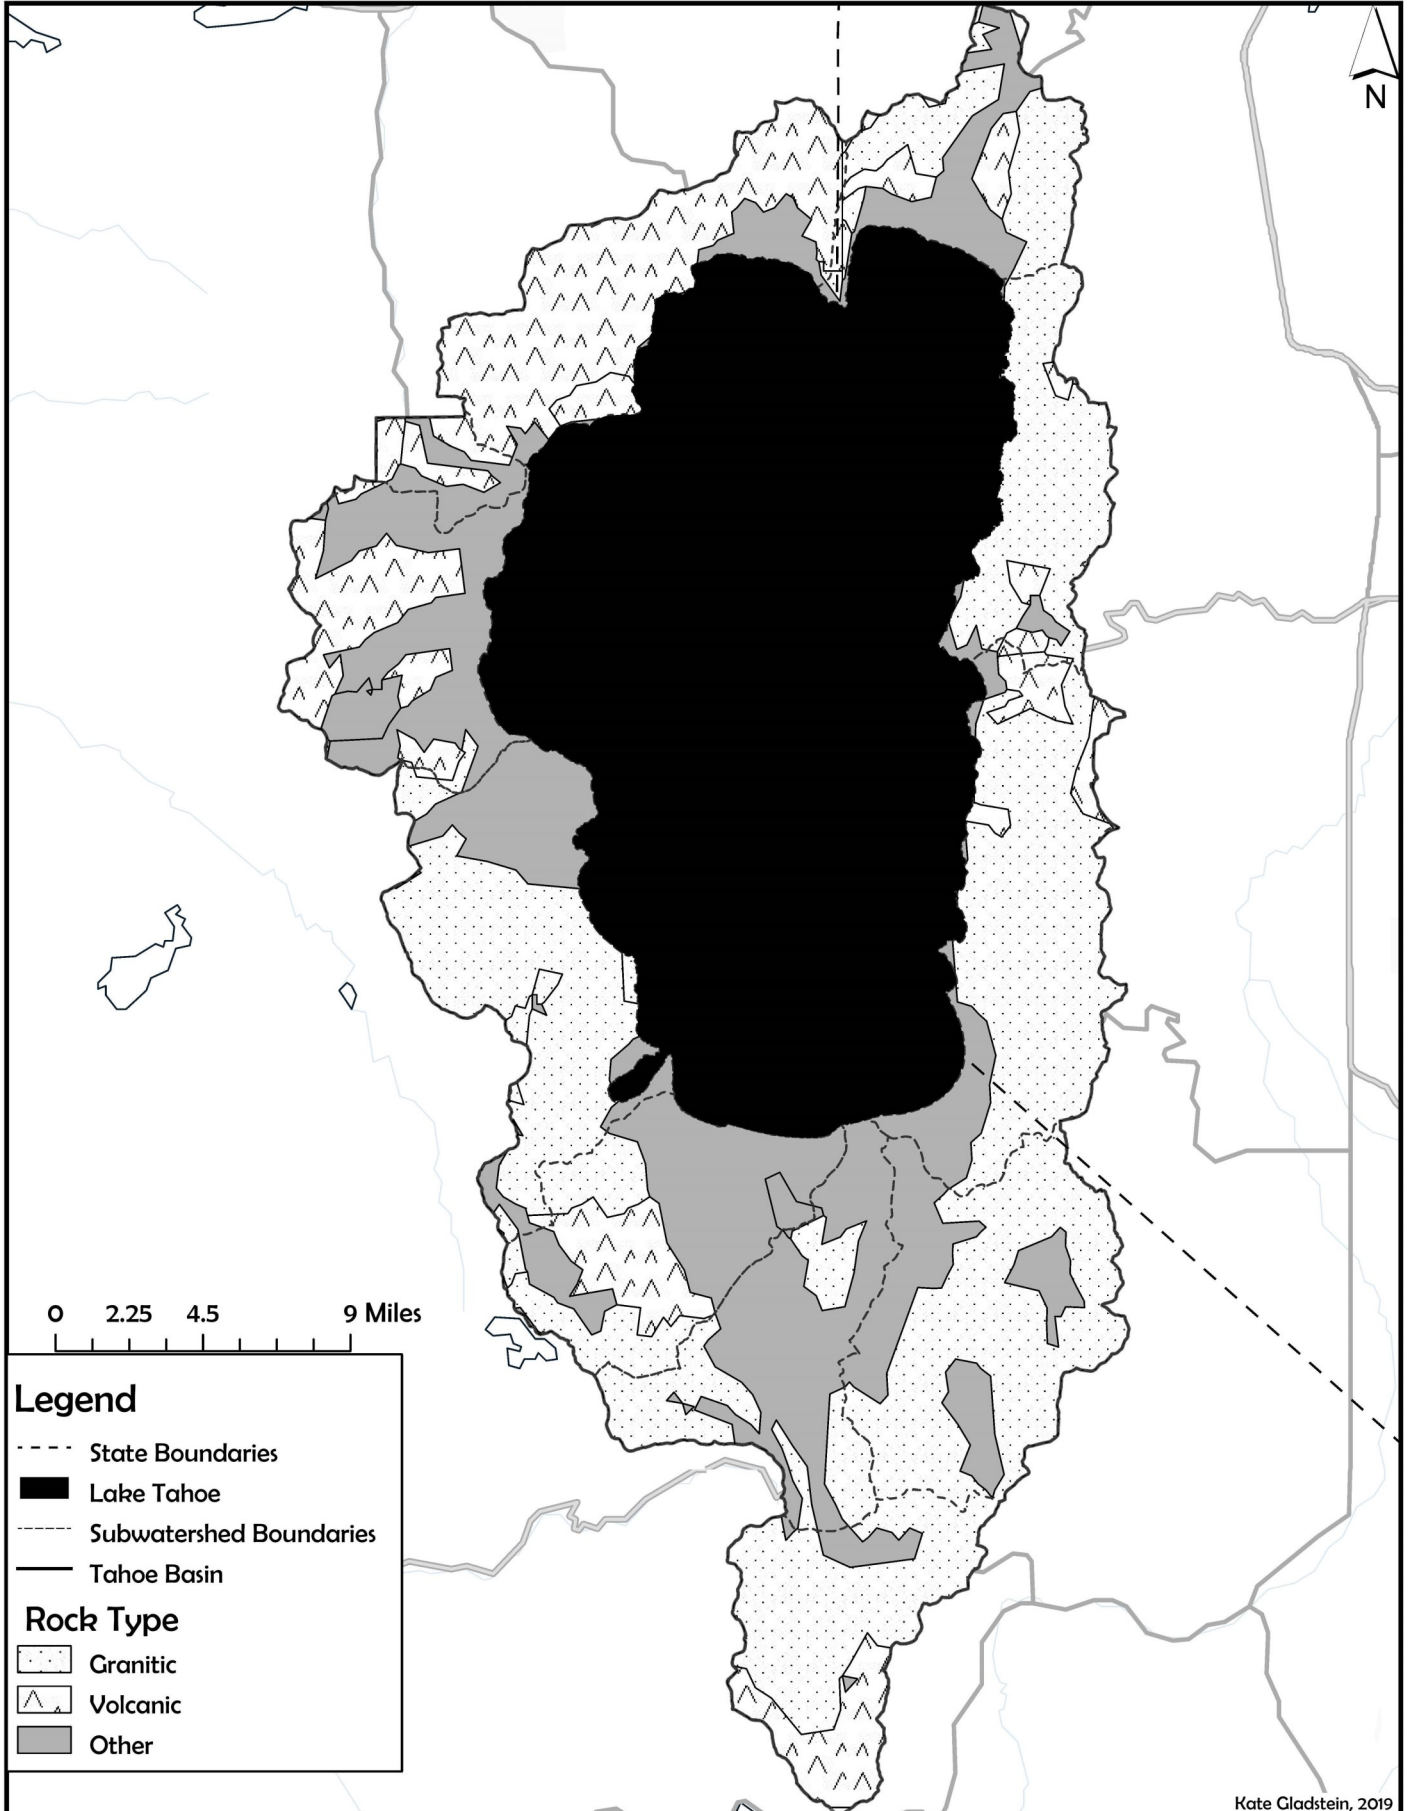 N
0 2.25 4.5 9 Miles
Legend
State Boundaries
Lake Tahoe
Subwatershed Boundaries
Tahoe Basin
Rock Type
Granitic
Volcanic
Other
Kate Gladstein, 2019